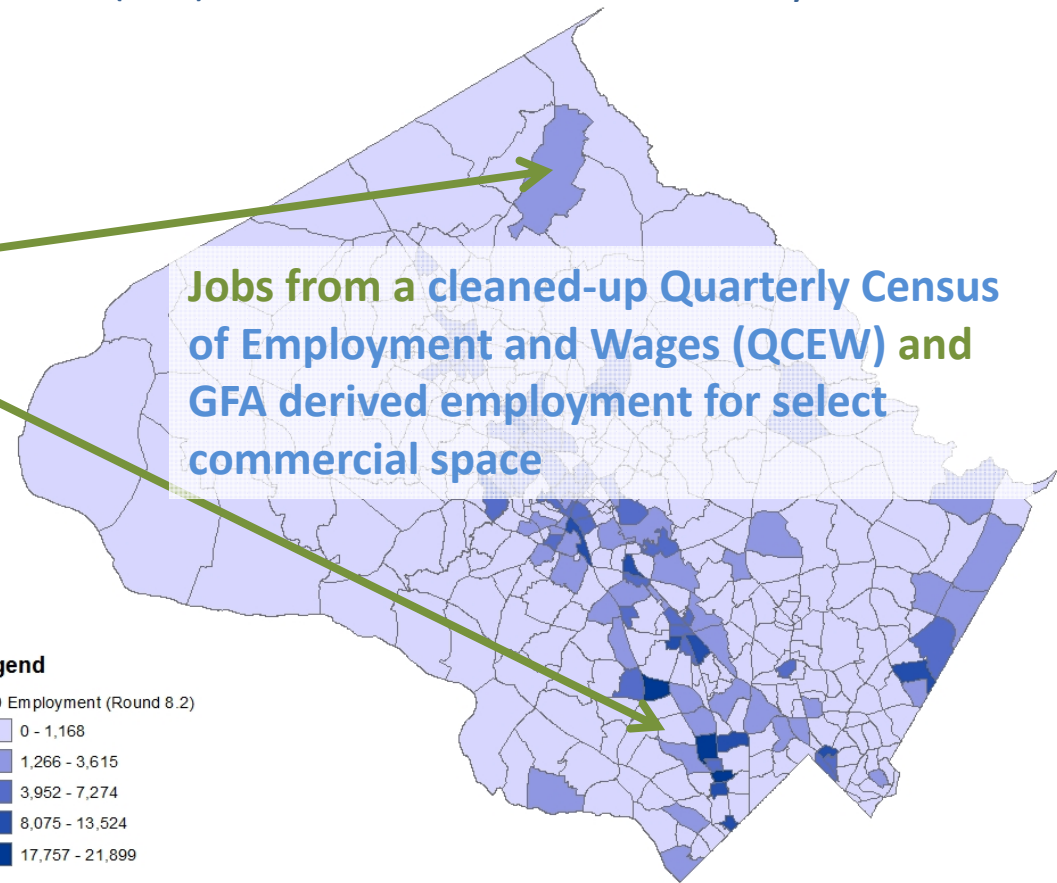 Jobs from a cleaned-up Quarterly Census
of Employment and Wages (QCEW) and
GFA derived employment for select
commercial space
gend
Employment (Round 8.2)
0 - 1,168
1,266 - 3,615
3,952 - 7,274
8,075 - 13,524
17,757 - 21,899